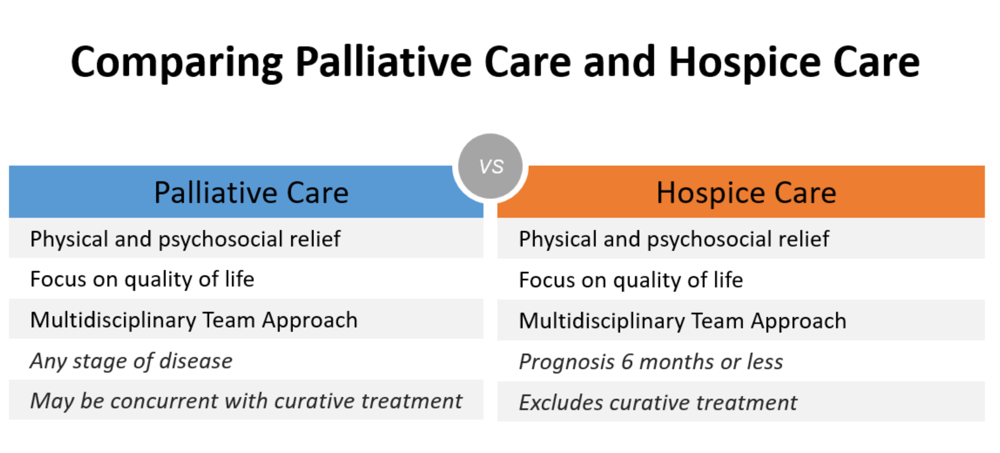 Comparing Palliative Care and Hospice Care
vs
Palliative Care
Physical and psychosocial relief
Focus on quality of life
Multidisciplinary Team Approach
Any stage of disease
May be concurrent with curative treatment
Hospice Care
Physical and psychosocial relief
Focus on quality of life
Multidisciplinary Team Approach
Prognosis 6 months or less
Excludes curative treatment